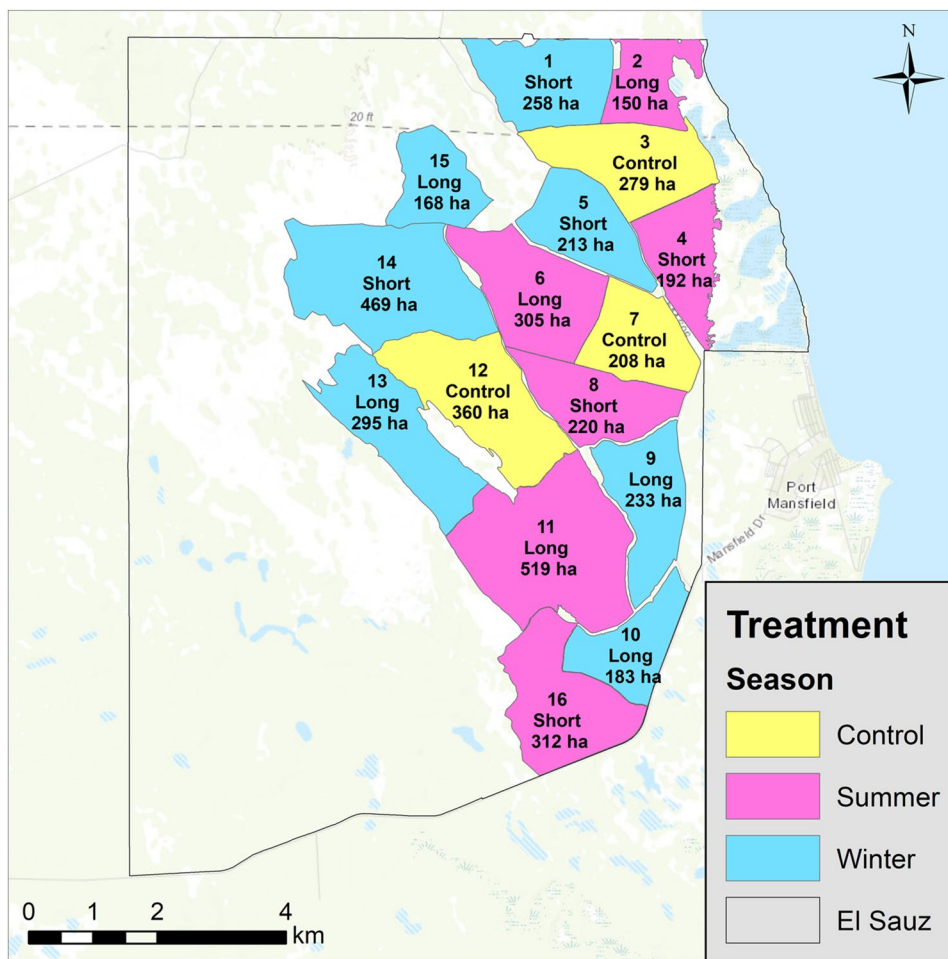 N
1
Short
258 ha
2
Long
150 ha
20 ft
3
Control
279 ha
15
Long
168 ha
5
Short
213 ha
4
Short
192 ha
14
Short
469 ha
6
Long
305 ha
7
Control
208 ha
13
Long
295 ha
12
Control
360 ha
8
Short
220 ha
9
Long
233 ha
Port
Mansfield
Mansfield Dr
11
Long
519 ha
10
Long
183 ha
16
Short
312 ha
Treatment
Season
Control
Summer
Winter
El Sauz
0 1 2 4
km